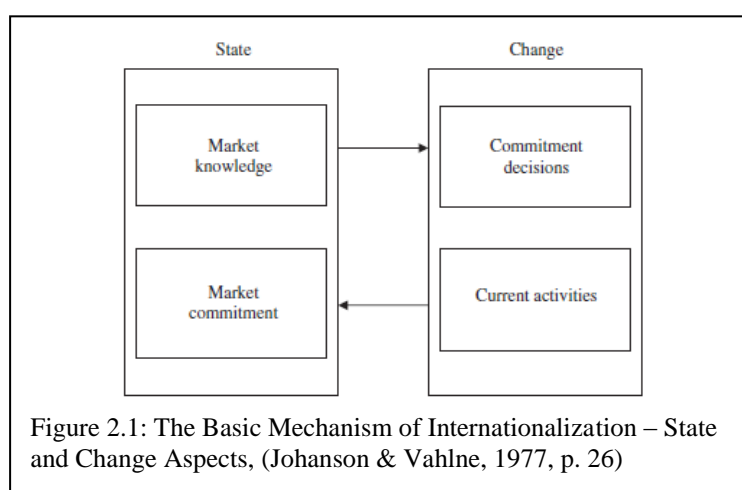 State
Change
Market
knowledge
Commitment
decisions
Market
commitment
Current activities
Figure 2.1: The Basic Mechanism of Internationalization – State
and Change Aspects, (Johanson & Vahlne, 1977, p. 26)